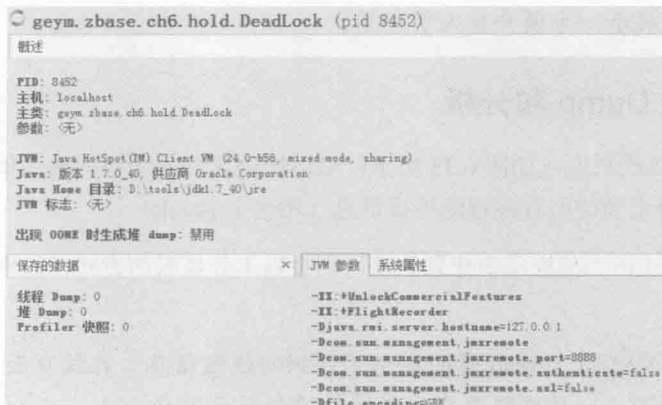 geym.zbase.ch6.hold.DeadLock (pid 8452)
概述
PID: 8452
主机: localhost
主类: geym.zbase.ch6.hold.DeadLock
参数: <无>
JVM: Java HotSpot(TM) Client VM (24.0-b56, mixed mode, sharing)
Java: 版本 1.7.0_40, 供应商 Oracle Corporation
Java Home 目录: D:\tools\jdk1.7_40\jre
JVM 标志: <无>
出现 OOME 时生成堆 dump: 禁用
保存的数据
线程 Dump: 0
堆 Dump: 0
Profiler 快照: 0
JVM 参数 系统属性
-XX:+UnlockCommercialFeatures
-XX:+FlightRecorder
-Djava.rmi.server.hostname=127.0.0.1
-Dcom.sun.management.jmxremote
-Dcom.sun.management.jmxremote.port=8888
-Dcom.sun.management.jmxremote.authenticate=false
-Dcom.sun.management.jmxremote.ssl=false
-Dfile.encoding=GBK